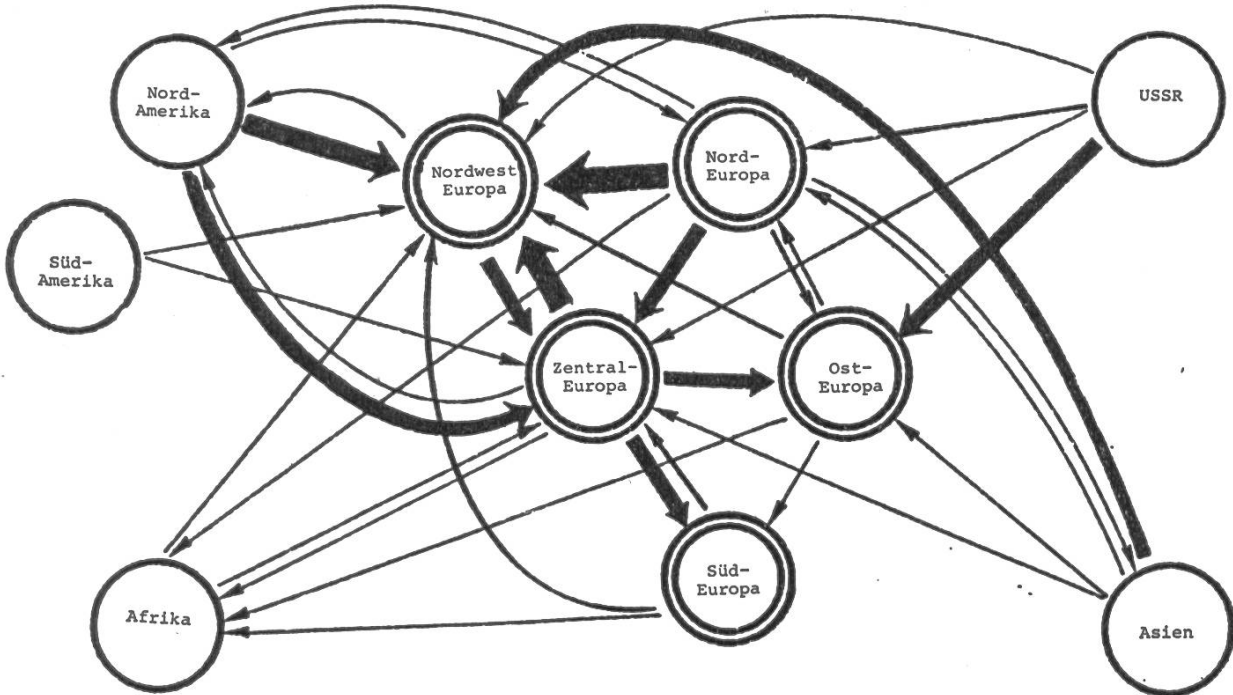 Nord-
Amerika
USSR
Nordwest
Europa
Nord-
Europa
Süd-
Amerika
Zentral-
Europa
Ost-
Europa
Süd-
Europa
Afrika
Asien